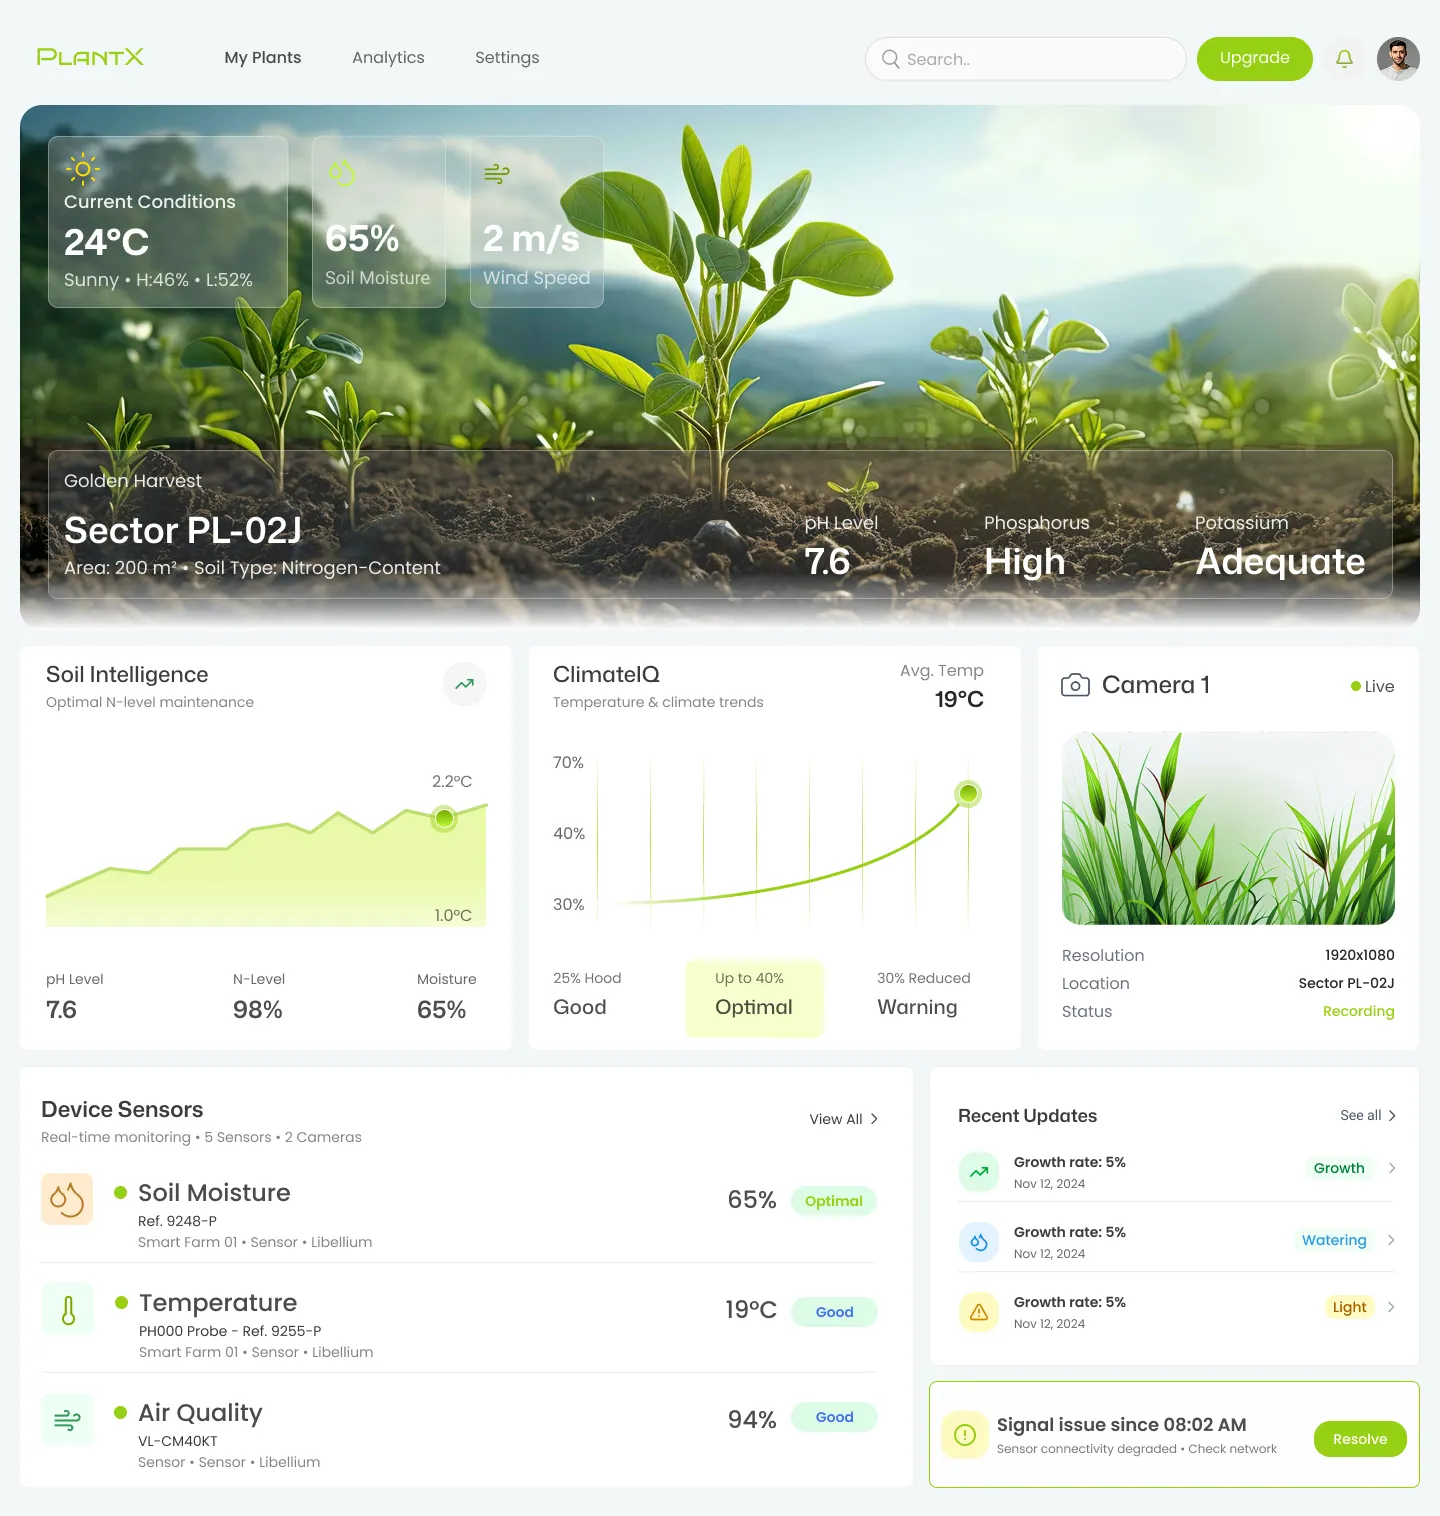 PlantX
My Plants
Analytics
Settings
Search..
Upgrade
Current Conditions
24°C
Sunny • H:46% • L:52%
65%
Soil Moisture
2 m/s
Wind Speed
Golden Harvest
Sector PL-02J
Area: 200 m² • Soil Type: Nitrogen-Content
pH Level
7.6
Phosphorus
High
Potassium
Adequate
Soil Intelligence
Optimal N-level maintenance
2.2°C
1.0°C
pH Level
7.6
N-Level
98%
Moisture
65%
ClimateIQ
Temperature & climate trends
Avg. Temp
19°C
70%
40%
30%
25% Hood
Good
Up to 40%
Optimal
30% Reduced
Warning
Camera 1
Live
Resolution
1920x1080
Location
Sector PL-02J
Status
Recording
Device Sensors
Real-time monitoring • 5 Sensors • 2 Cameras
View All
Soil Moisture
Ref. 9248-P
Smart Farm 01 • Sensor • Libellium
65%
Optimal
Temperature
PH000 Probe - Ref. 9255-P
Smart Farm 01 • Sensor • Libellium
19°C
Good
Air Quality
VL-CM40KT
Sensor • Sensor • Libellium
94%
Good
Recent Updates
See all
Growth rate: 5%
Nov 12, 2024
Growth
Growth rate: 5%
Nov 12, 2024
Watering
Growth rate: 5%
Nov 12, 2024
Light
Signal issue since 08:02 AM
Sensor connectivity degraded • Check network
Resolve